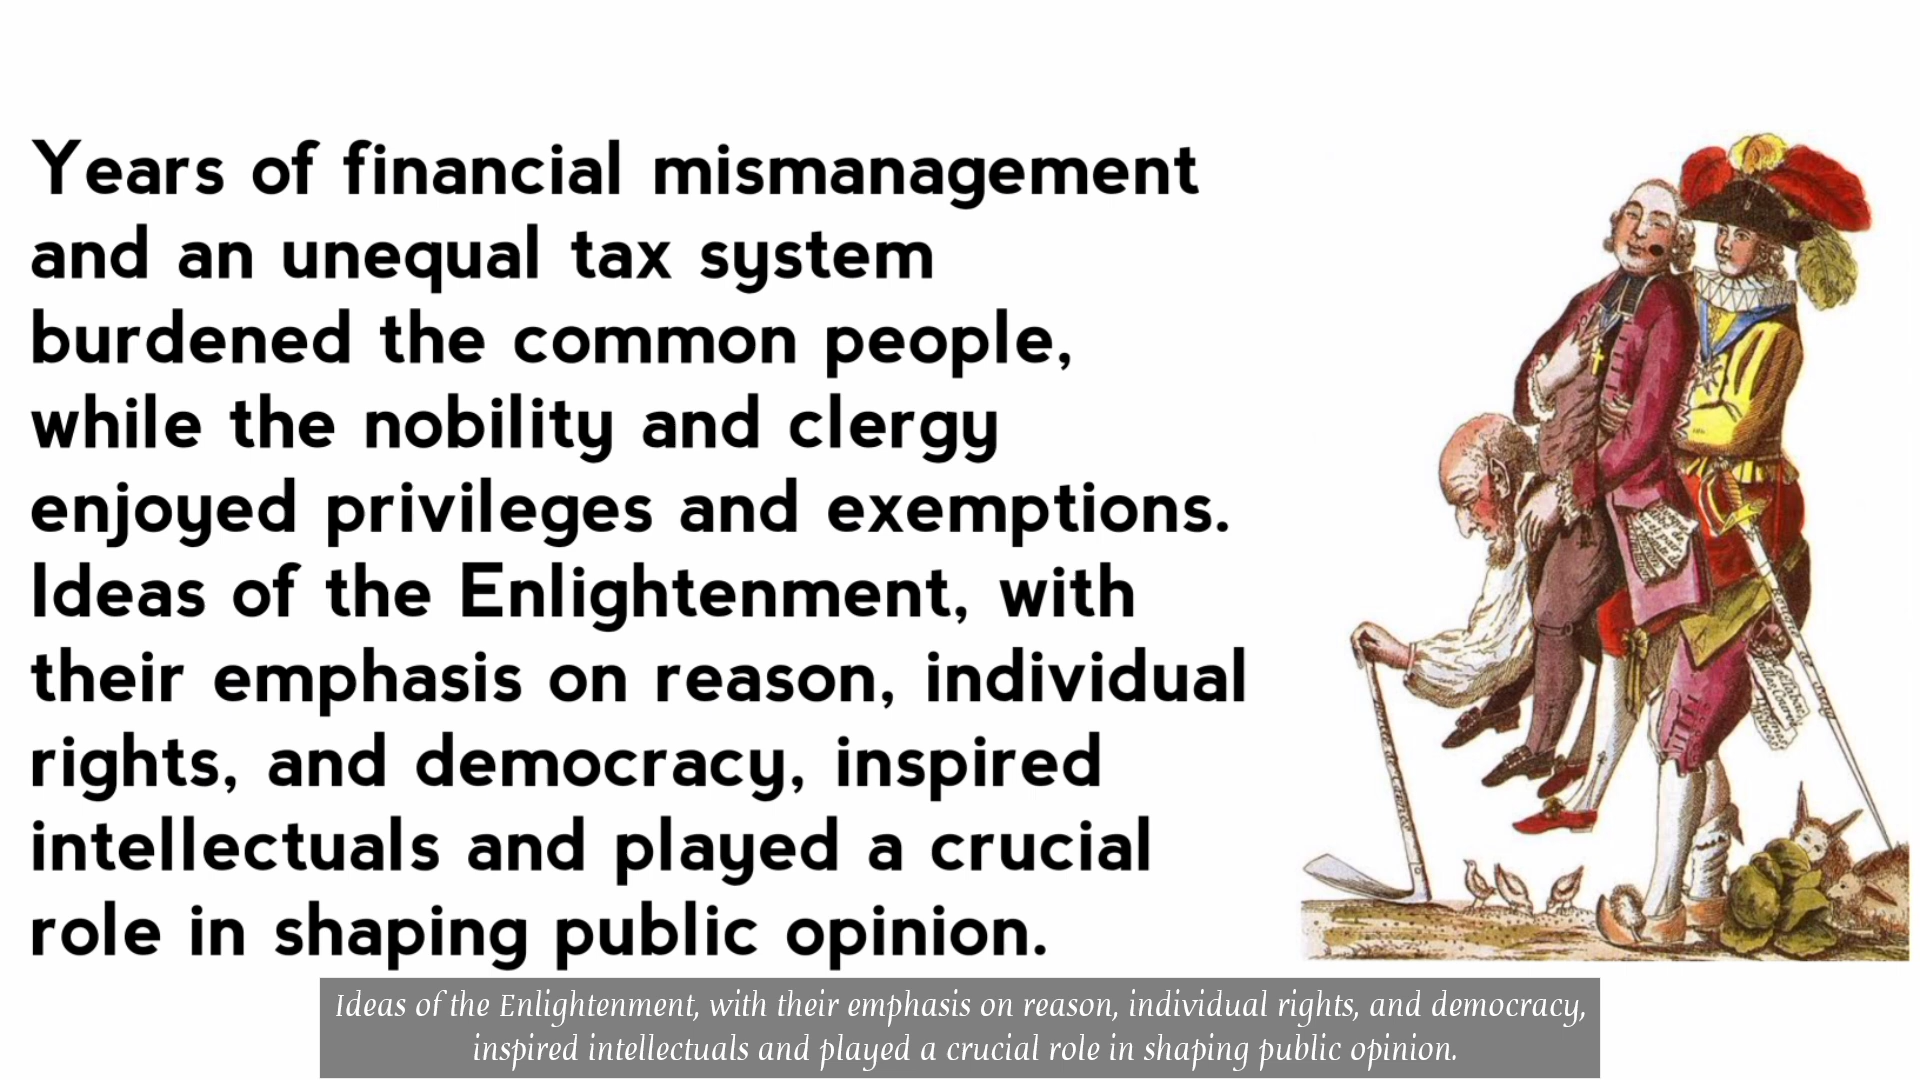 Years of financial mismanagement
and an unequal tax system
burdened the common people,
while the nobility and clergy
enjoyed privileges and exemptions.
Ideas of the Enlightenment, with
their emphasis on reason, individual
rights, and democracy, inspired
intellectuals and played a crucial
role in shaping public opinion.
Ideas of the Enlightenment, with their emphasis on reason, individual rights, and democracy,
inspired intellectuals and played a crucial role in shaping public opinion.